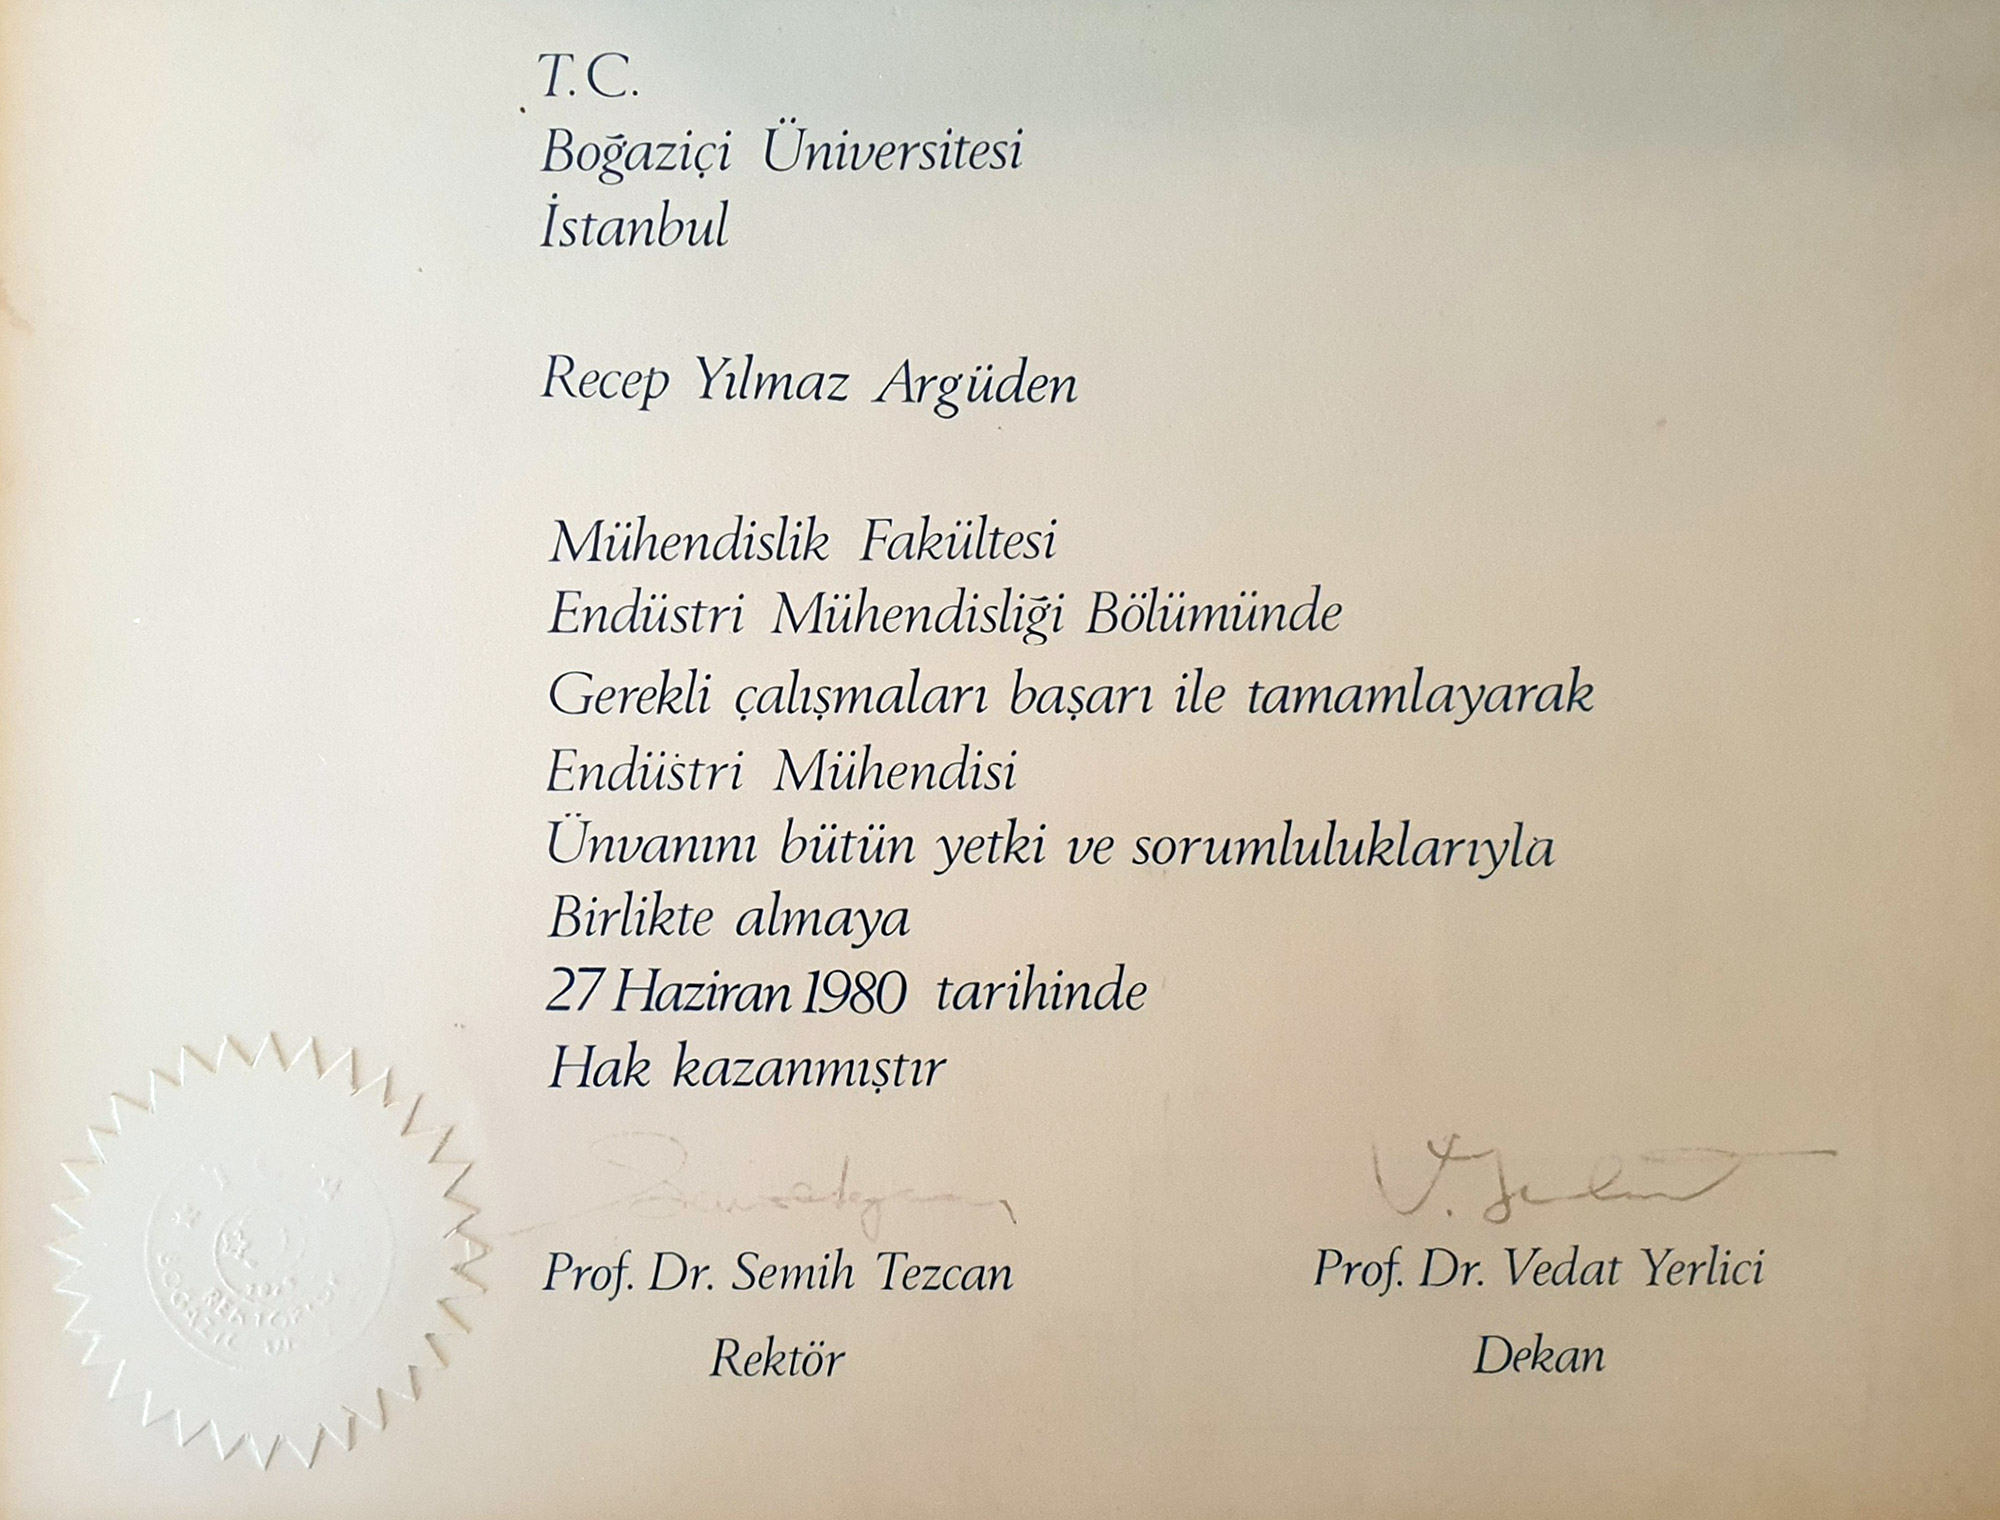 T.C.
Boğaziçi Üniversitesi
İstanbul
Recep Yılmaz Argüden
Mühendislik Fakültesi
Endüstri Mühendisliği Bölümünde
Gerekli çalışmaları başarı ile tamamlayarak
Endüstri Mühendisi
Ünvanını bütün yetki ve sorumluluklarıyla
Birlikte almaya
27 Haziran 1980 tarihinde
Hak kazanmıştır
Prof. Dr. Semih Tezcan
Prof. Dr. Vedat Yerlici
Rektör
Dekan